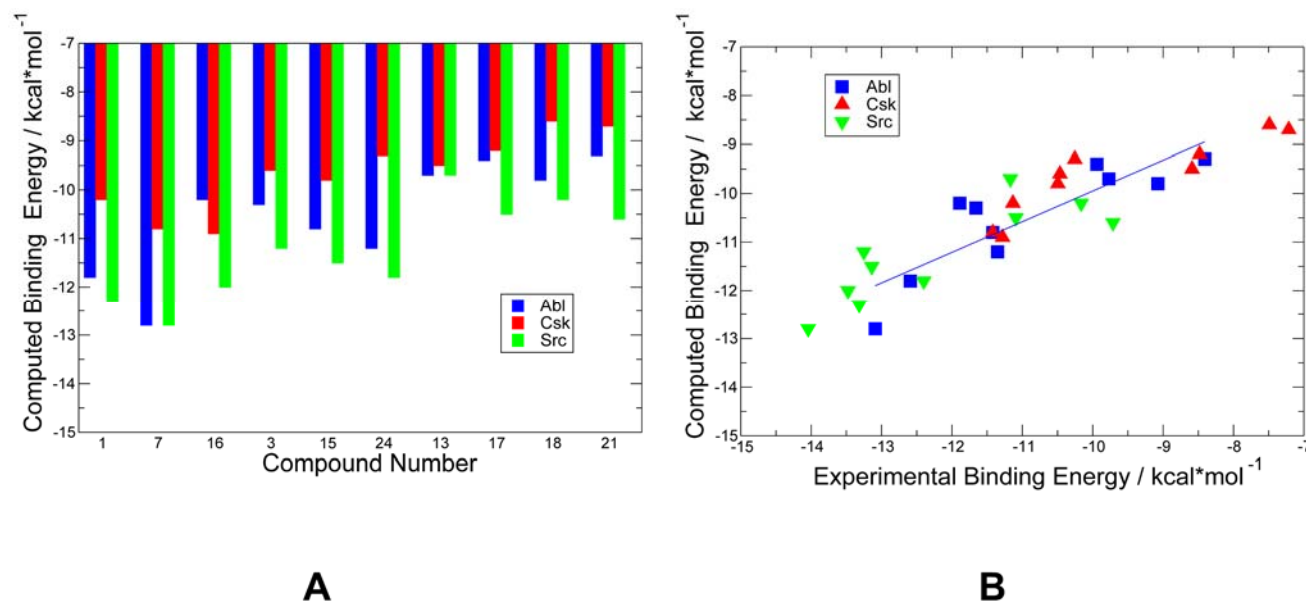 -7
-8
-9
-10
-11
-12
-13
-14
-15
Computed Binding Energy / kcal*mol-1
Abl
Csk
Src
1 7 16 3 15 24 13 17 18 21
Compound Number
A
-7
-8
-9
-10
-11
-12
-13
-14
-15
Computed Binding Energy / kcal*mol-1
Abl
Csk
Src
-15 -14 -13 -12 -11 -10 -9 -8 -7
Experimental Binding Energy / kcal*mol-1
B